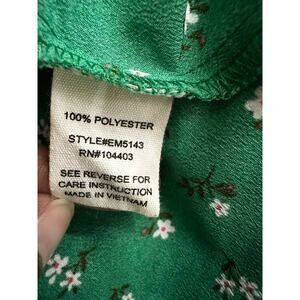 100% POLYESTER
STYLE#EM5143
RN#104403
SEE REVERSE FOR
CARE INSTRUCTION
MADE IN VIETNAM